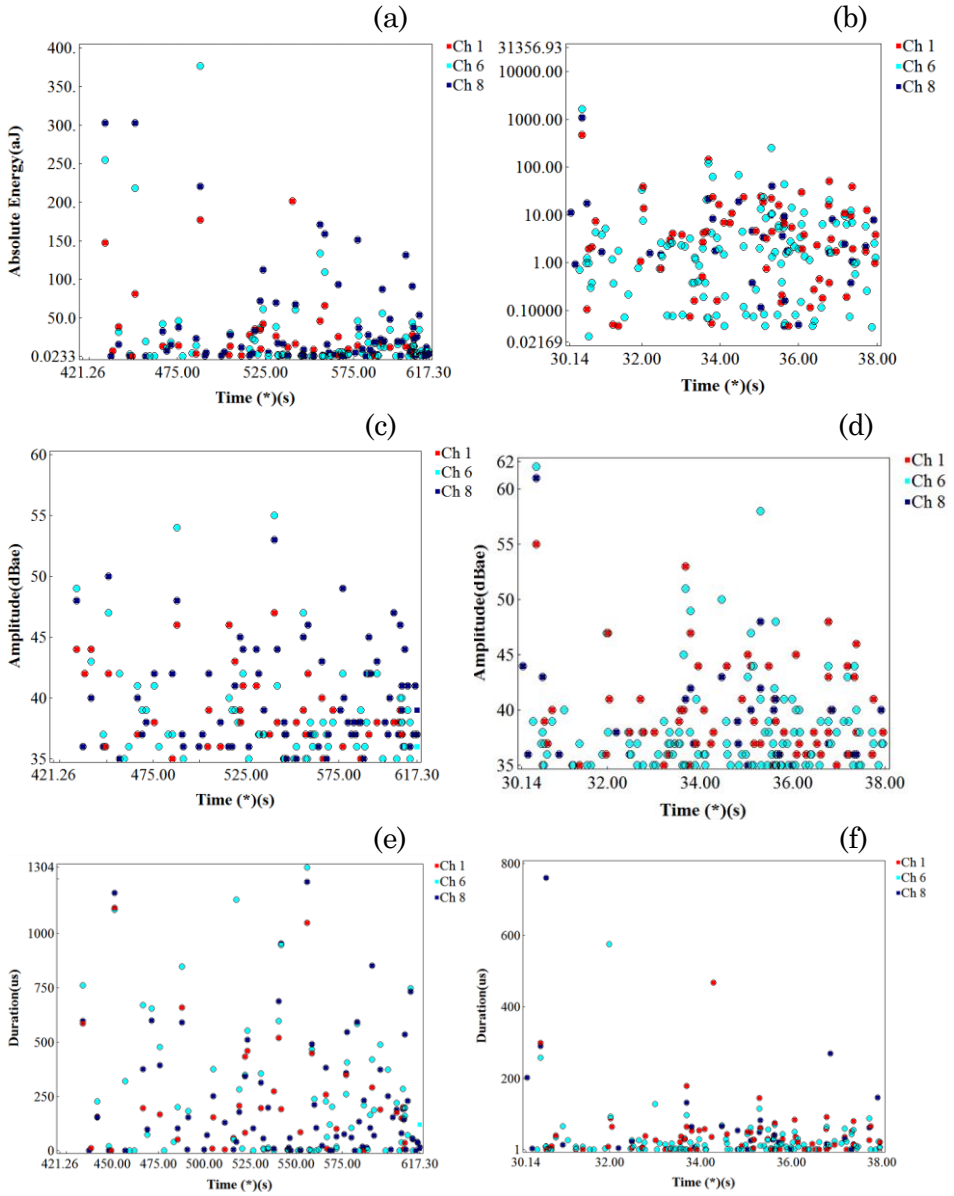 (a)
(b)
Absolute Energy(aJ)
400.
350.
300.
250.
200.
150.
100.
50.0
0.0233
421.26 475.00 525.00 575.00 617.30
Time (*)(s)
Ch 1
Ch 6
Ch 8
31356.93
10000.00
1000.00
100.00
10.00
1.00
0.10000
0.02169
30.14 32.00 34.00 36.00 38.00
Time (*)(s)
Ch 1
Ch 6
Ch 8
(c)
(d)
Amplitude(dBae)
60
55
50
45
40
35
421.26 475.00 525.00 575.00 617.30
Time (*)(s)
Ch 1
Ch 6
Ch 8
Amplitude(dBae)
62
60
55
50
45
40
35
30.14 32.00 34.00 36.00 38.00
Time (*)(s)
Ch 1
Ch 6
Ch 8
(e)
(f)
Duration(us)
1304
1000
750
500
250
0
421.26 450.00 475.00 500.00 525.00 550.00 575.00 617.30
Time (*)(s)
Ch 1
Ch 6
Ch 8
Duration(us)
800
600
400
200
1
30.14 32.00 34.00 36.00 38.00
Time (*)(s)
Ch 1
Ch 6
Ch 8